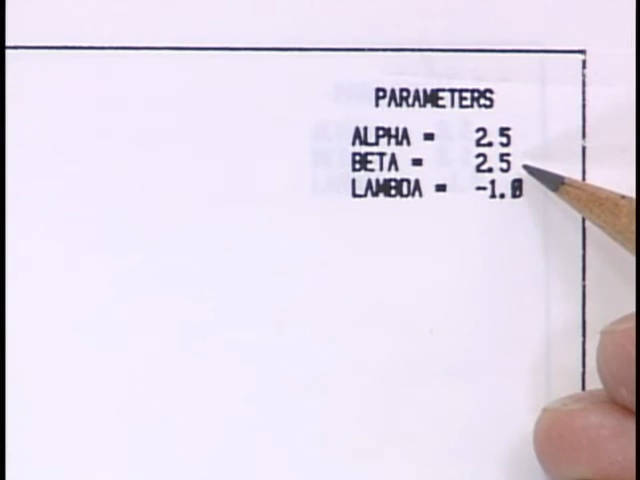 PARAMETERS
ALPHA = 2.5
BETA = 2.5
LAMBDA = -1.0